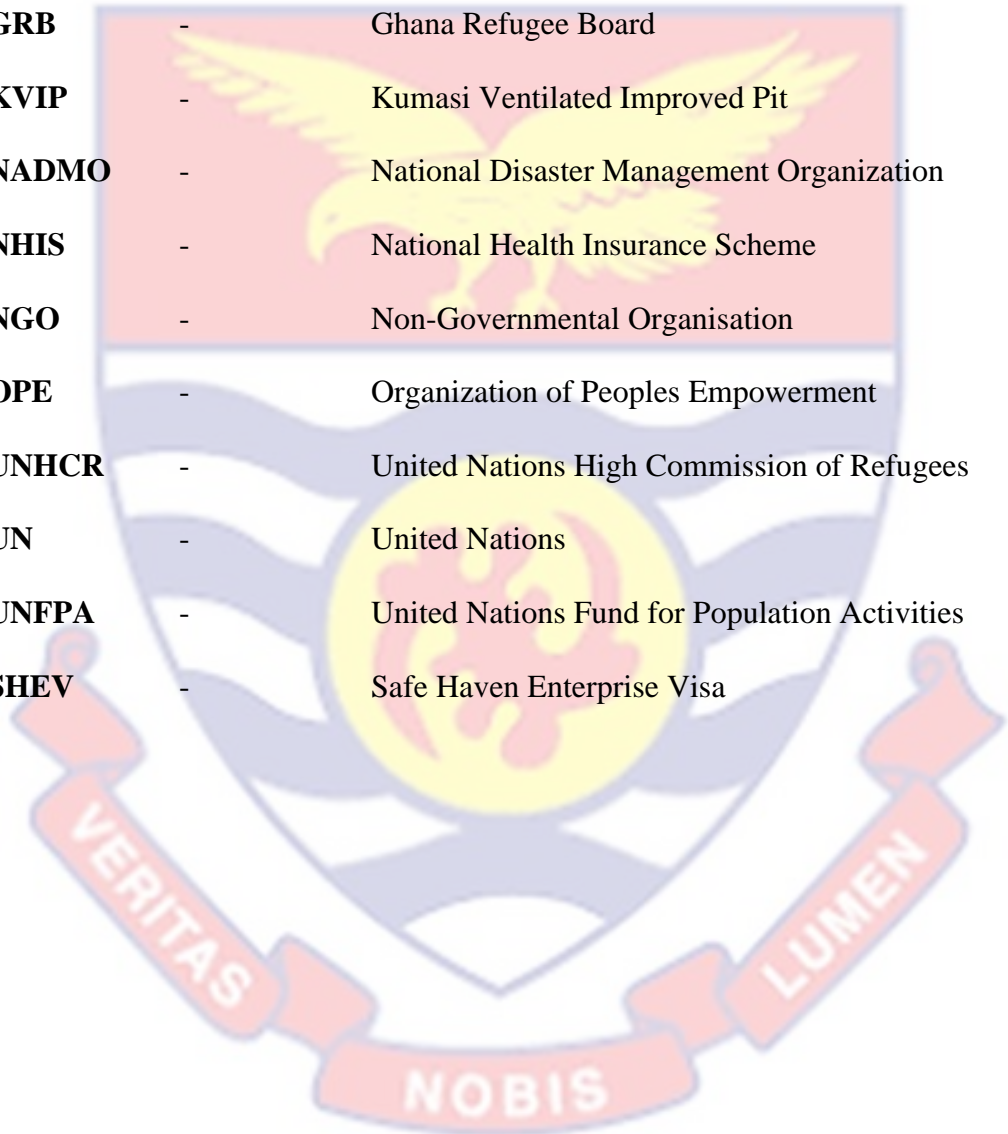 GRB - Ghana Refugee Board
KVIP - Kumasi Ventilated Improved Pit
NADMO - National Disaster Management Organization
NHIS - National Health Insurance Scheme
NGO - Non-Governmental Organisation
OPE - Organization of Peoples Empowerment
UNHCR - United Nations High Commission of Refugees
UN - United Nations
UNFPA - United Nations Fund for Population Activities
SHEV - Safe Haven Enterprise Visa
VERITAS NOBIS LUMEN